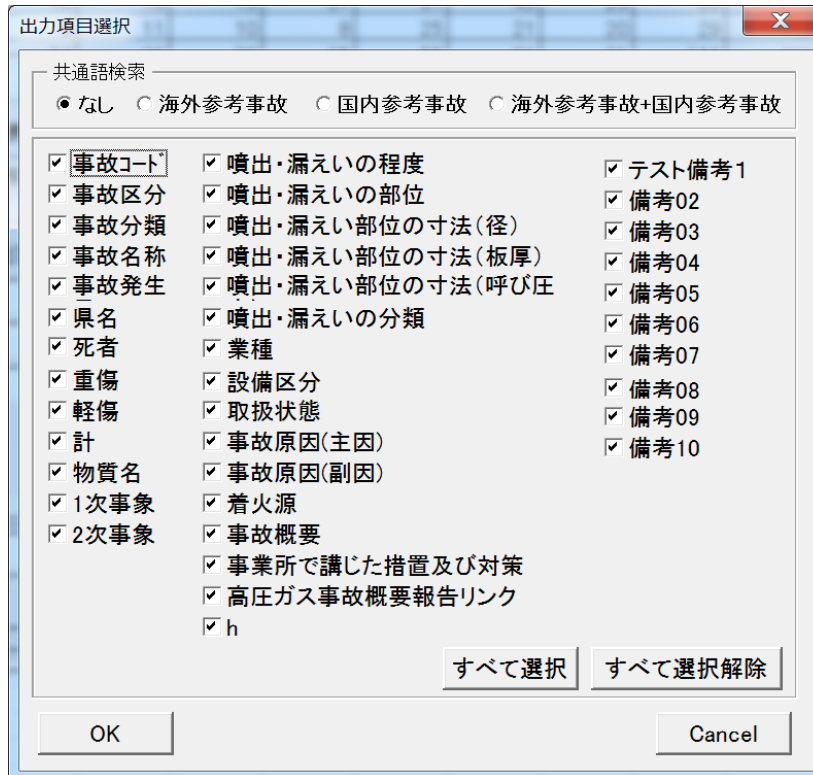 出力項目選択
共通語検索
なし 海外参考事故 国内参考事故 海外参考事故+国内参考事故
事故コード
事故区分
事故分類
事故名称
事故発生
県名
死者
重傷
軽傷
計
物質名
1次事象
2次事象
噴出・漏えいの程度
噴出・漏えいの部位
噴出・漏えい部位の寸法(径)
噴出・漏えい部位の寸法(板厚)
噴出・漏えい部位の寸法(呼び圧
噴出・漏えいの分類
業種
設備区分
取扱状態
事故原因(主因)
事故原因(副因)
着火源
事故概要
事業所で講じた措置及び対策
高圧ガス事故概要報告リンク
h
テスト備考1
備考02
備考03
備考04
備考05
備考06
備考07
備考08
備考09
備考10
すべて選択 すべて選択解除
OK Cancel